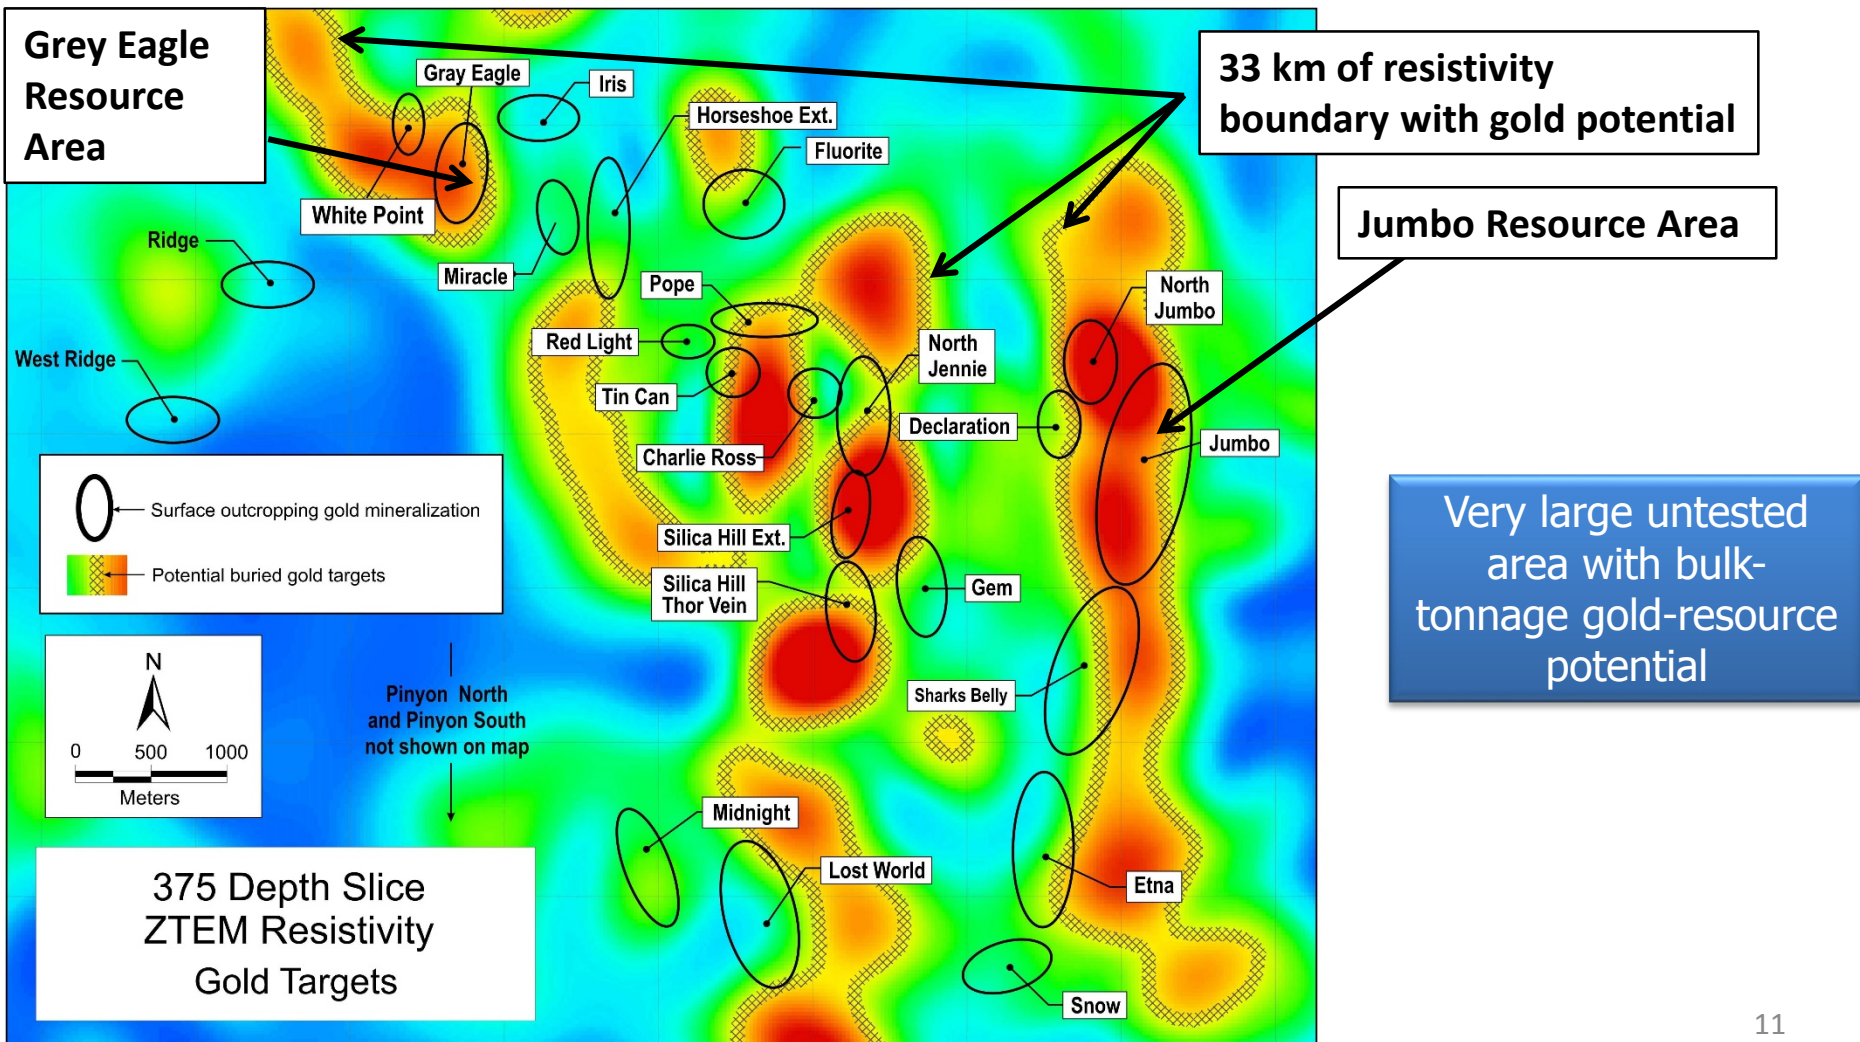 Grey Eagle
Resource
Area
33 km of resistivity
boundary with gold potential
Jumbo Resource Area
Gray Eagle
Iris
Horseshoe Ext.
Fluorite
White Point
Ridge
Miracle
Pope
North
Jumbo
Red Light
North
Jennie
West Ridge
Tin Can
Declaration
Jumbo
Charlie Ross
Surface outcropping gold mineralization
Potential buried gold targets
Silica Hill Ext.
Silica Hill
Thor Vein
Gem
Very large untested
area with bulk-
tonnage gold-resource
potential
N
0 500 1000
Meters
Pinyon North
and Pinyon South
not shown on map
Sharks Belly
Midnight
Lost World
Etna
Snow
375 Depth Slice
ZTEM Resistivity
Gold Targets
11